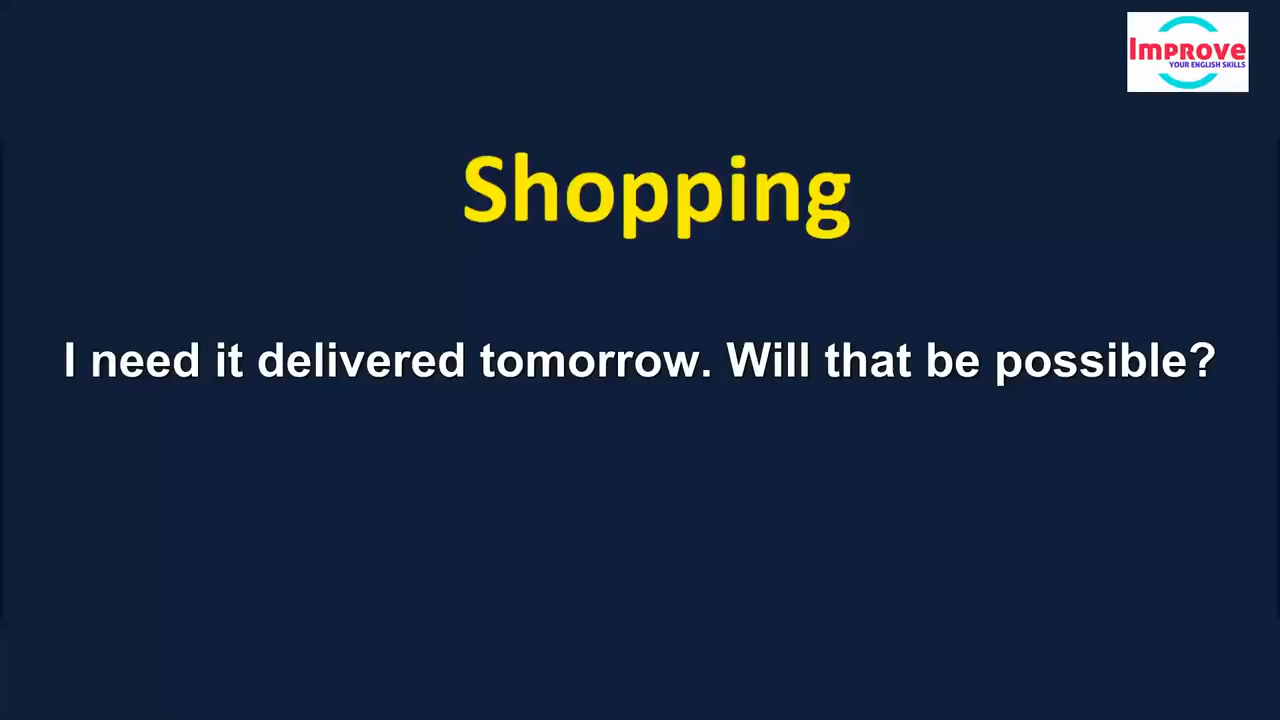 Improve
YOUR ENGLISH SKILLS
Shopping
I need it delivered tomorrow. Will that be possible?